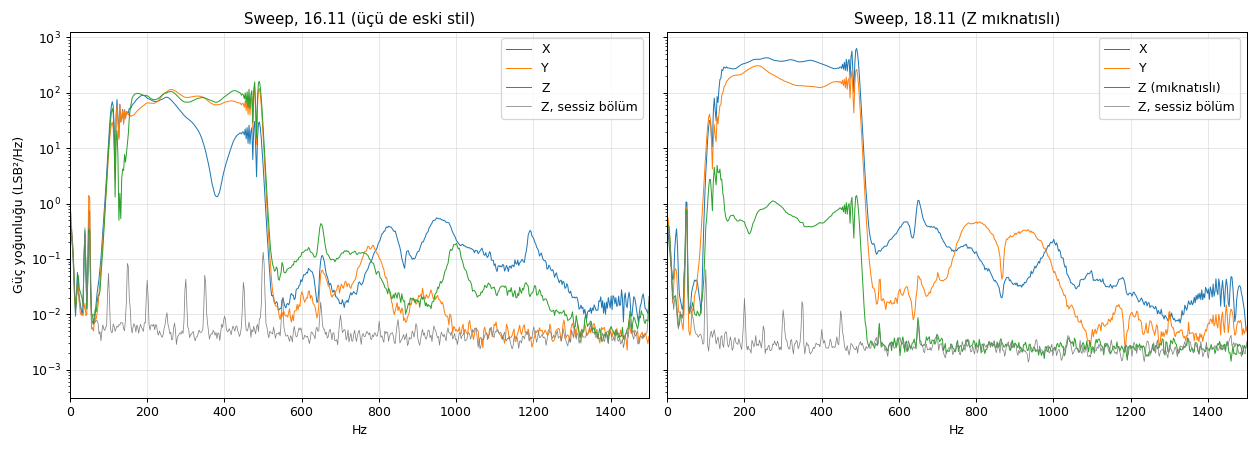 Sweep, 16.11 (üçü de eski stil)
X
Y
Z
Z, sessiz bölüm
Güç yoğunluğu (LSB²/Hz)
10³
10²
10¹
10⁰
10⁻¹
10⁻²
10⁻³
0 200 400 600 800 1000 1200 1400
Hz
Sweep, 18.11 (Z mıknatıslı)
X
Y
Z (mıknatıslı)
Z, sessiz bölüm
0 200 400 600 800 1000 1200 1400
Hz